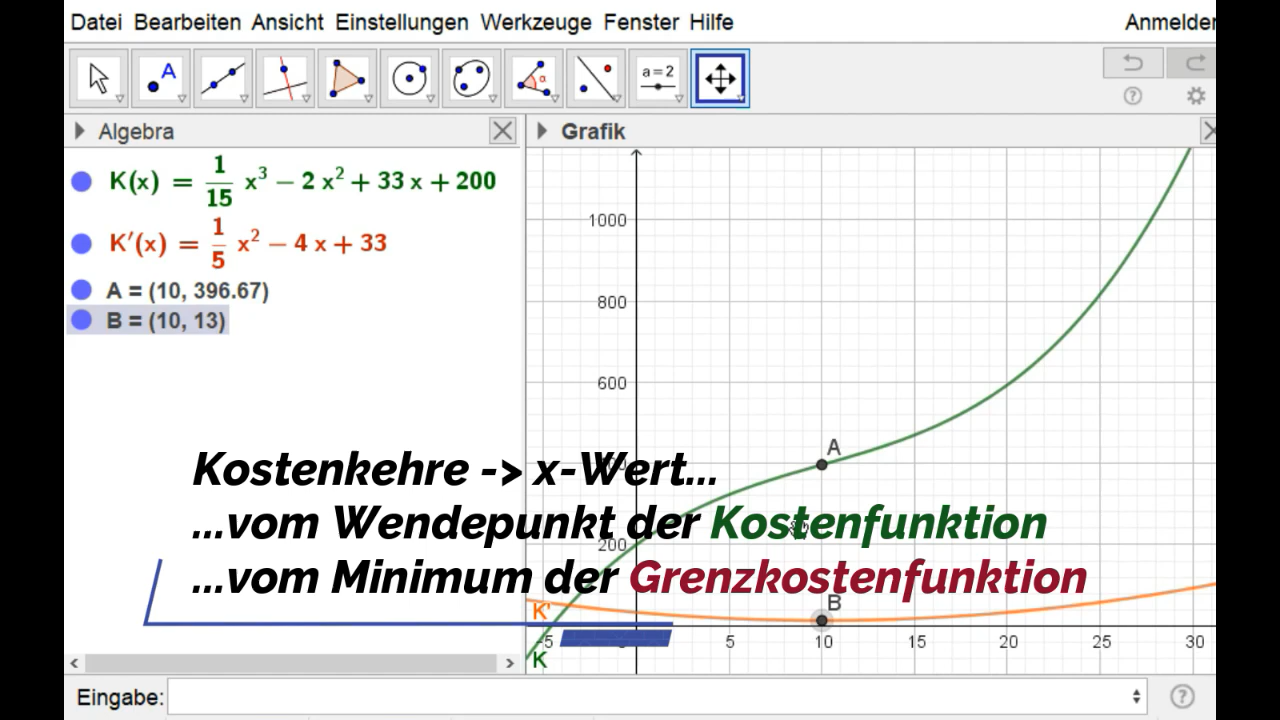 Datei Bearbeiten Ansicht Einstellungen Werkzeuge Fenster Hilfe Anmelden
A α a=2
Algebra Grafik
K(x) = 1/15 x³ − 2 x² + 33 x + 200
K′(x) = 1/5 x² − 4 x + 33
A = (10, 396.67)
B = (10, 13)
1000
800
600
200
A
Kostenkehre -> x-Wert...
...vom Wendepunkt der Kostenfunktion
...vom Minimum der Grenzkostenfunktion
K' B
-5 5 10 15 20 25 30
K
Eingabe: